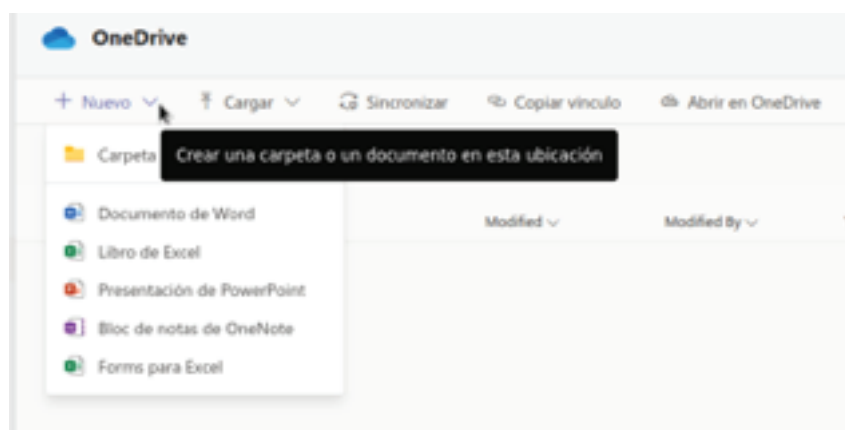 OneDrive
+ Nuevo Cargar Sincronizar Copiar vínculo Abrir en OneDrive
Carpeta Crear una carpeta o un documento en esta ubicación
Documento de Word Modified Modified By
Libro de Excel
Presentación de PowerPoint
Bloc de notas de OneNote
Forms para Excel